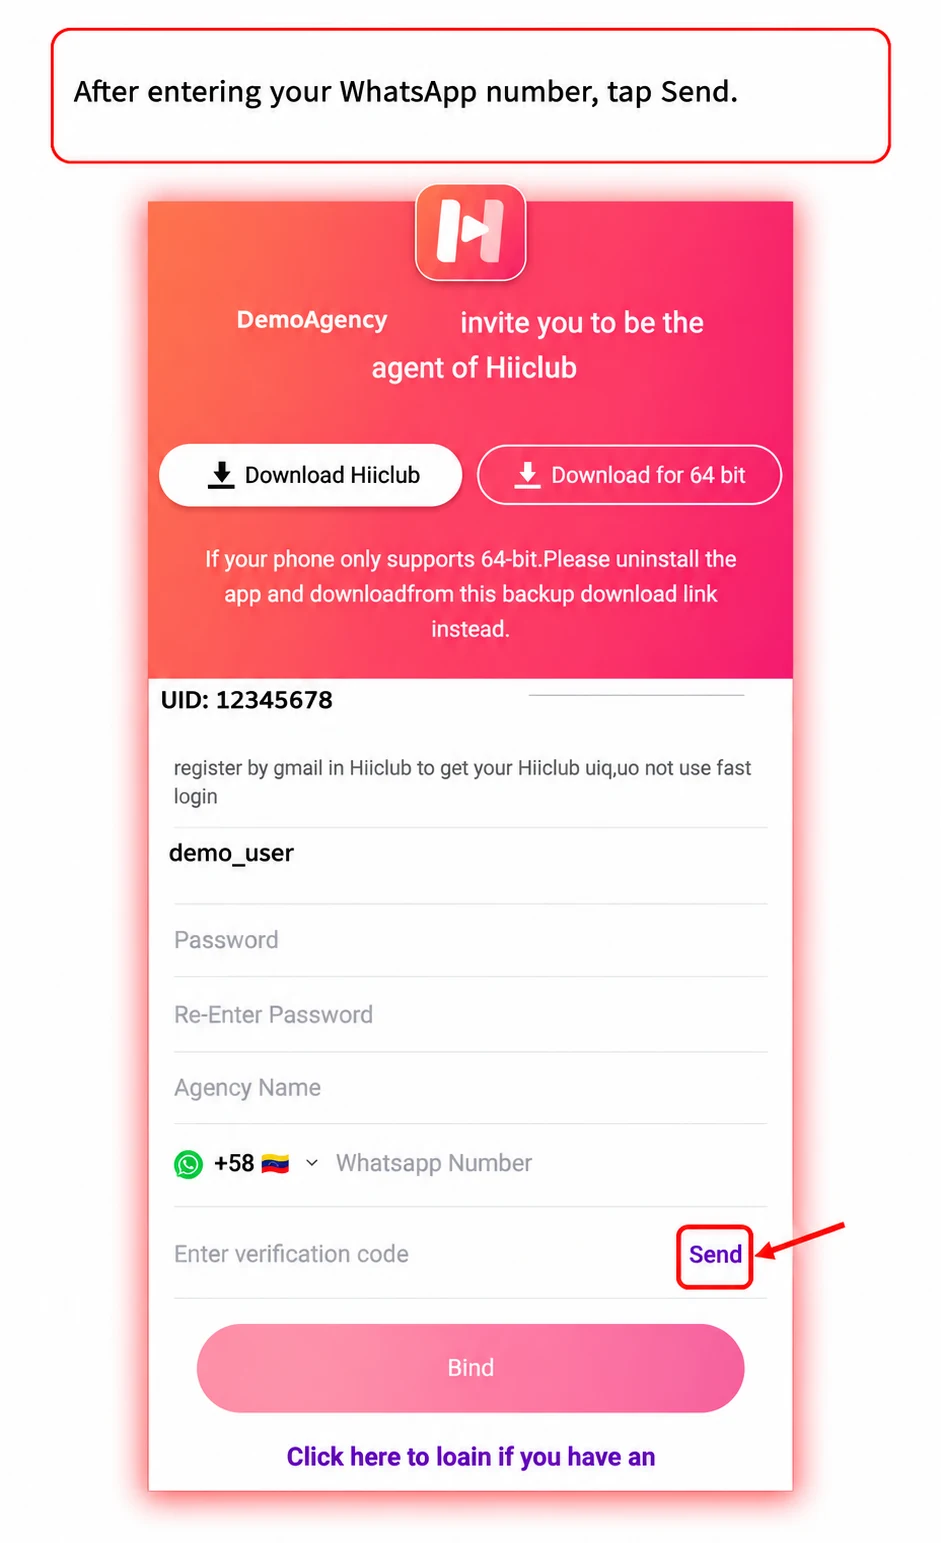 After entering your WhatsApp number, tap Send.
DemoAgency invite you to be the
agent of Hiiclub
Download Hiiclub
Download for 64 bit
If your phone only supports 64-bit.Please uninstall the
app and downloadfrom this backup download link
instead.
UID: 12345678
register by gmail in Hiiclub to get your Hiiclub uiq,uo not use fast
login
demo_user
Password
Re-Enter Password
Agency Name
+58 Whatsapp Number
Enter verification code Send
Bind
Click here to loain if you have an